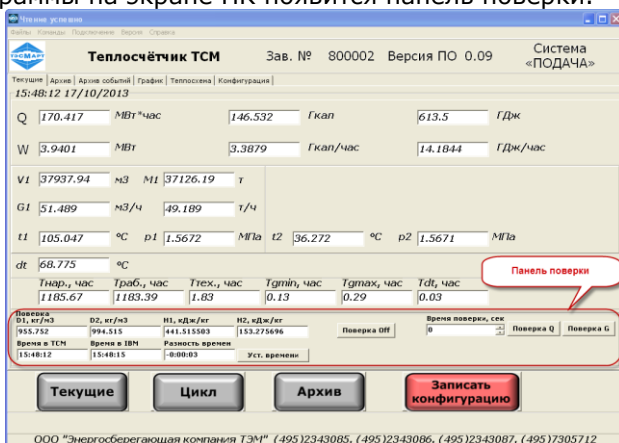 раммы на экране ПК появится панель поверки.
Чтение успешно
Файлы Команды Подключение Версия Справка
ТЭСМАРТ Теплосчётчик ТСМ Зав. № 800002 Версия ПО 0.09 Система «ПОДАЧА»
Текущие Архив Архив событий График Теплосхема Конфигурация
15:48:12 17/10/2013
Q 170.417 МВт*час 146.532 Гкал 613.5 ГДж
W 3.9401 МВт 3.3879 Гкал/час 14.1844 ГДж/час
V1 37937.94 м3 M1 37126.19 т
G1 51.489 м3/ч 49.189 т/ч
t1 105.047 °C p1 1.5672 МПа t2 36.272 °C p2 1.5671 МПа
dt 68.775 °C
Панель поверки
Tнар., час Tраб., час Tтех., час Tgmin, час Tgmax, час Tdt, час
1185.67 1183.39 1.83 0.13 0.29 0.03
Поверка
D1, кг/м3 D2, кг/м3 H1, кДж/кг H2, кДж/кг Время поверки, сек
955.752 994.515 441.515503 153.275696 Поверка Off 0 Поверка Q Поверка G
Время в ТСМ Время в IBM Разность времен
15:48:12 15:48:15 -0:00:03 Уст. времени
Текущие Цикл Архив Записать конфигурацию
ООО "Энергосберегающая компания ТЭМ" (495)2343085, (495)2343086, (495)2343087, (495)7305712